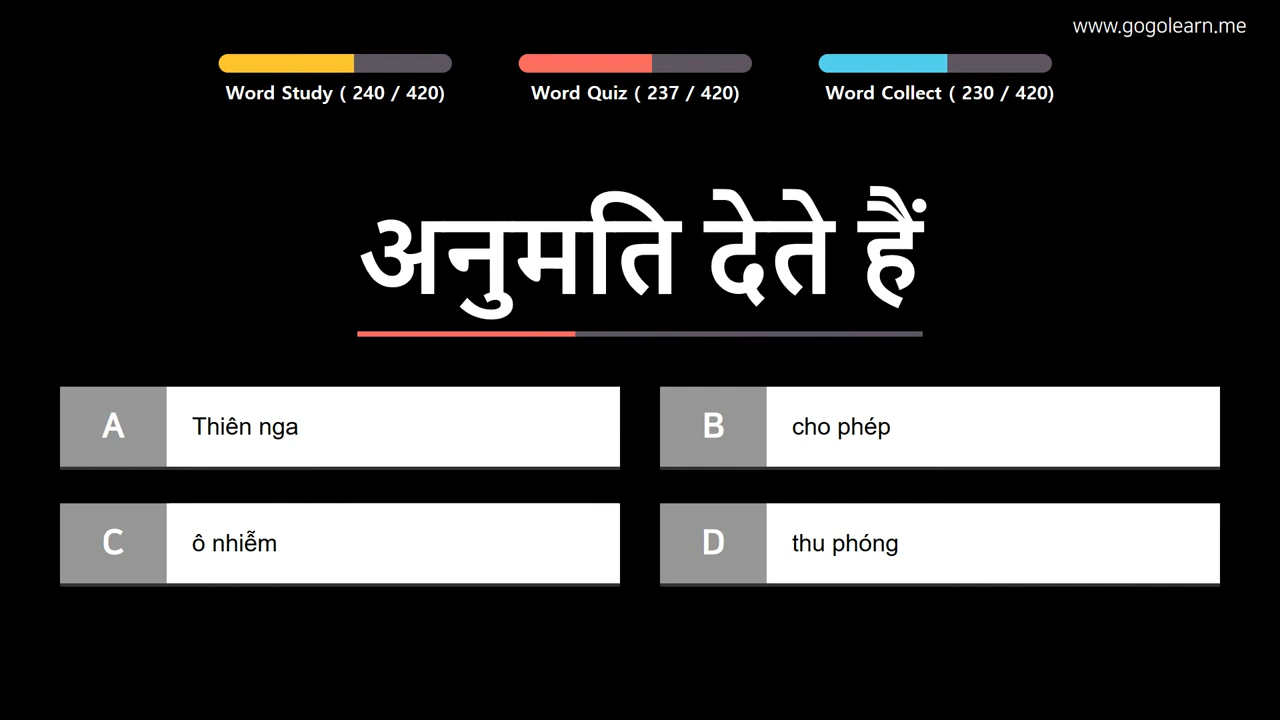 www.gogolearn.me
Word Study ( 240 / 420)
Word Quiz ( 237 / 420)
Word Collect ( 230 / 420)
अनुमति देते हैं
A
Thiên nga
B
cho phép
C
ô nhiễm
D
thu phóng